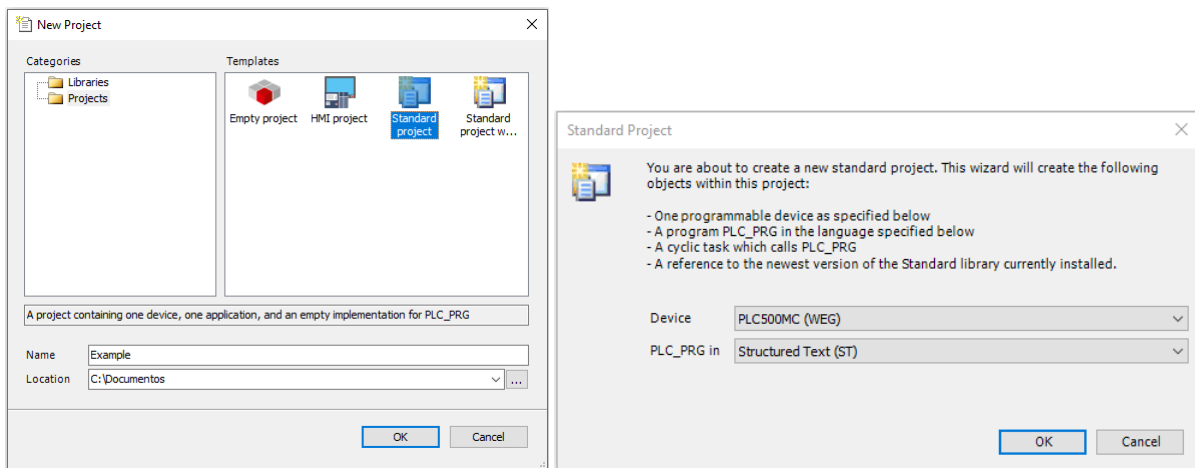 New Project
Categories
Templates
Libraries
Projects
Empty project
HMI project
Standard
project
Standard
project w...
A project containing one device, one application, and an empty implementation for PLC_PRG
Name
Example
Location
C:\Documentos
...
OK
Cancel
Standard Project
You are about to create a new standard project. This wizard will create the following
objects within this project:
- One programmable device as specified below
- A program PLC_PRG in the language specified below
- A cyclic task which calls PLC_PRG
- A reference to the newest version of the Standard library currently installed.
Device
PLC500MC (WEG)
PLC_PRG in
Structured Text (ST)
OK
Cancel